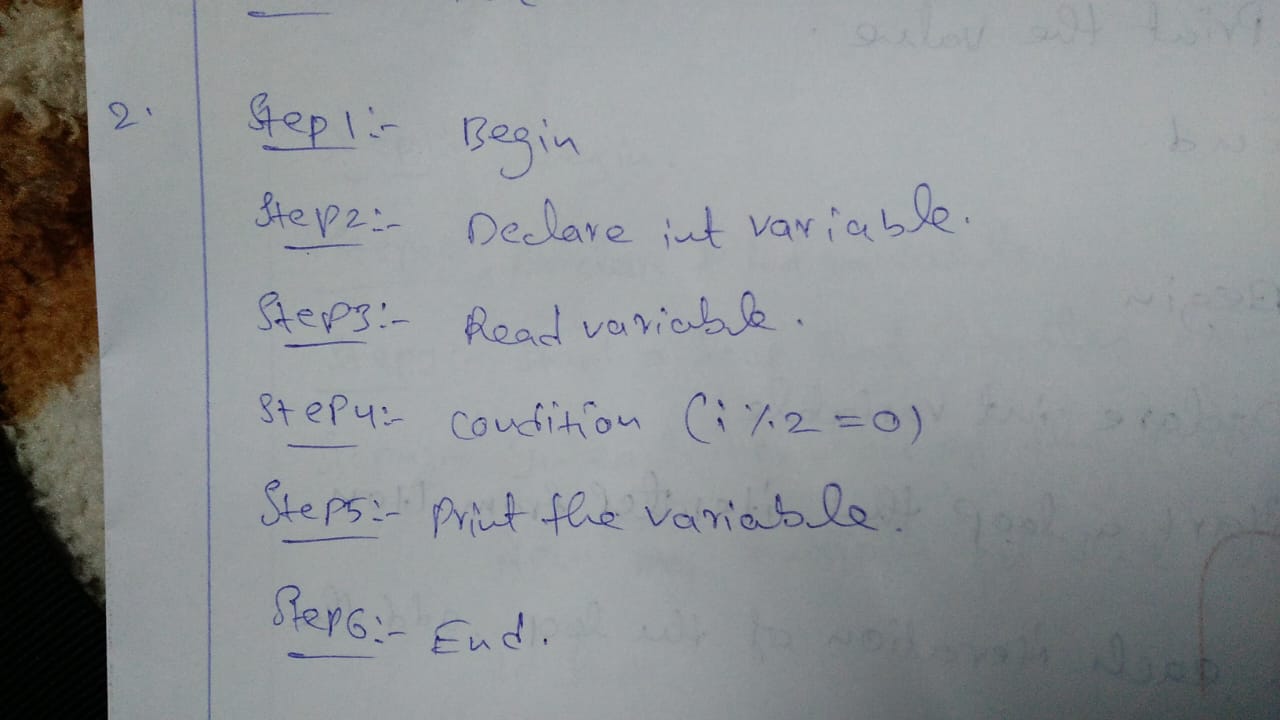 2.
Step1:- Begin
Step2:- Declare int variable.
Step3:- Read variable.
Step4:- Condition (i%2=0)
Step5:- Print the variable.
Step6:- End.